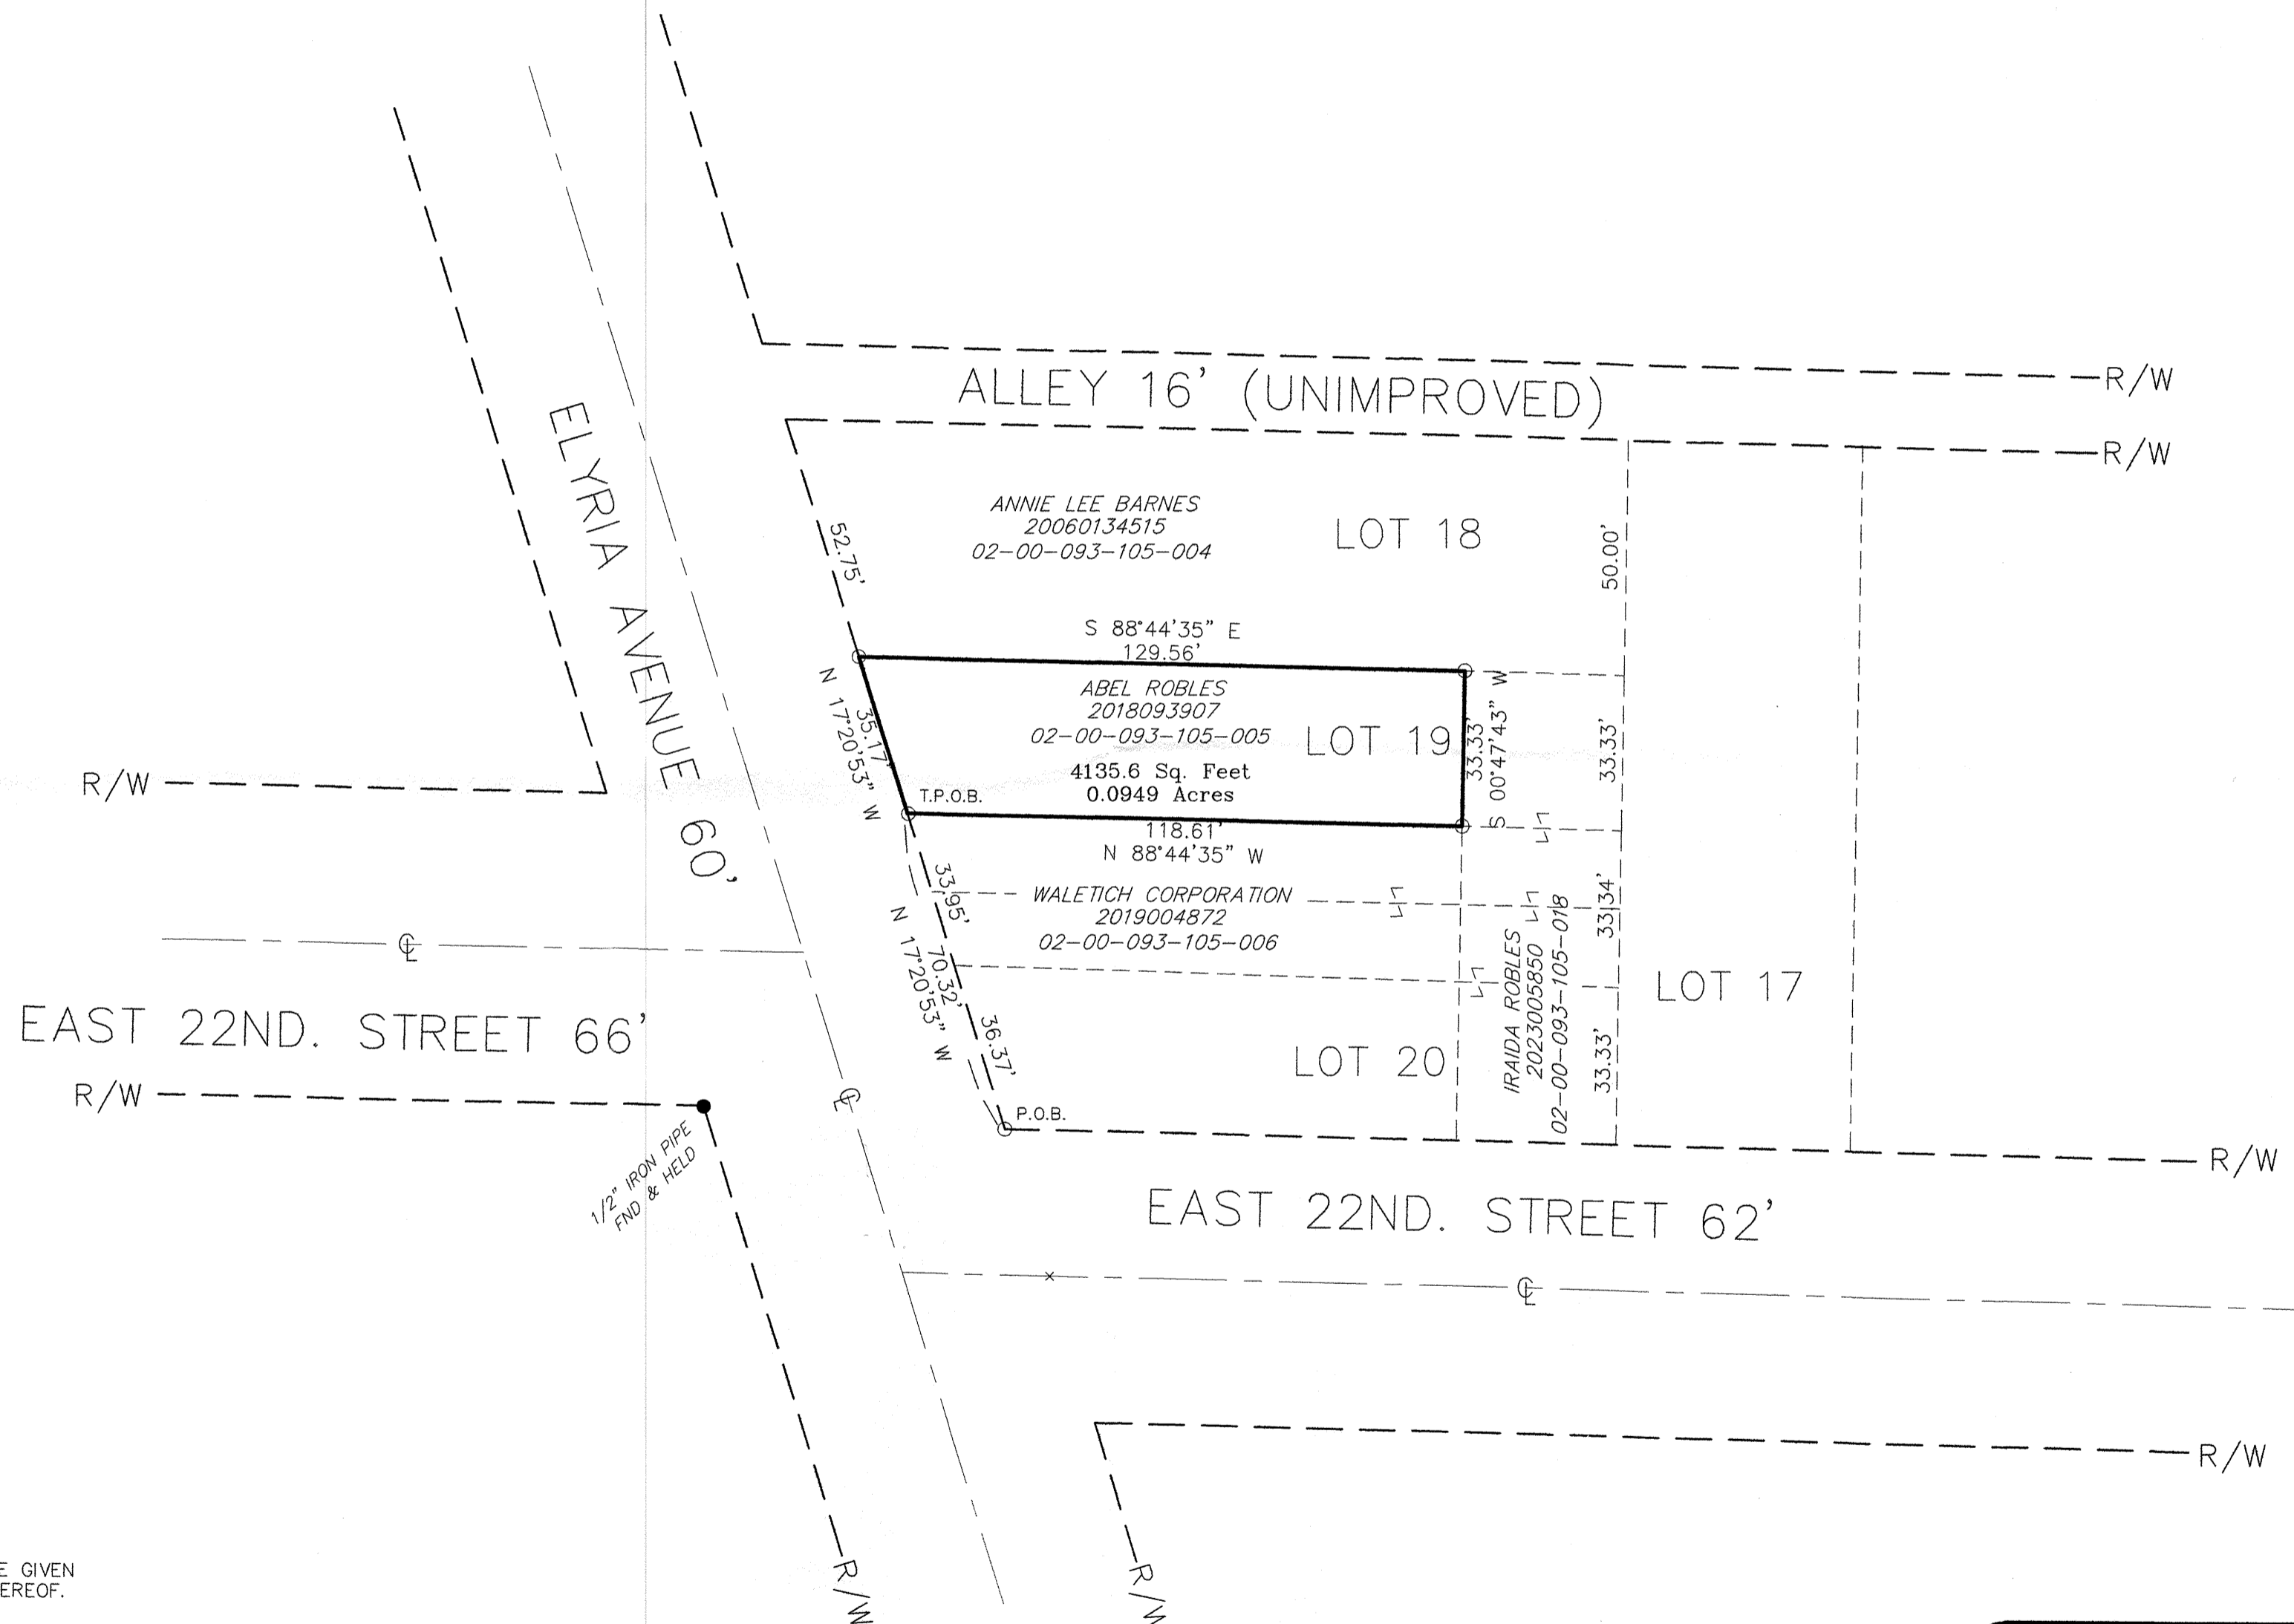 ALLEY 16' (UNIMPROVED)
R/W
R/W
ELYRIA AVENUE 60'
ANNIE LEE BARNES
20060134515
02-00-093-105-004
LOT 18
52.75'
50.00'
S 88°44'35" E
129.56'
ABEL ROBLES
2018093907
02-00-093-105-005
LOT 19
4135.6 Sq. Feet
0.0949 Acres
35.17'
N 17°20'53" W
33.33'
S 00°47'43" W
33.33'
T.P.O.B.
118.61'
N 88°44'35" W
R/W
33.95'
WALETICH CORPORATION
2019004872
02-00-093-105-006
33.34'
70.32'
N 17°20'53" W
36.37'
LOT 20
IRAIDA ROBLES
20230005850
02-00-093-105-018
33.33'
LOT 17
EAST 22ND. STREET 66'
R/W
P.O.B.
1/2" IRON PIPE
FND & HELD
R/W
EAST 22ND. STREET 62'
R/W
R/W
R/W
E GIVEN
EREOF.